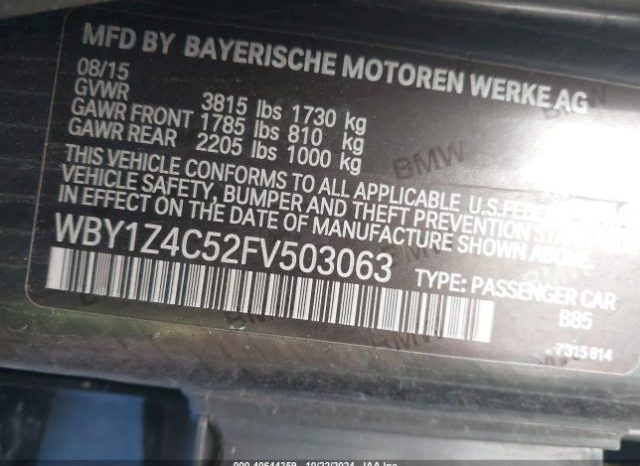 MFD BY BAYERISCHE MOTOREN WERKE AG
08/15
GVWR 3815 lbs 1730 kg
GAWR FRONT 1785 lbs 810 kg
GAWR REAR 2205 lbs 1000 kg
THIS VEHICLE CONFORMS TO ALL APPLICABLE U.S.
VEHICLE SAFETY, BUMPER AND THEFT PREVENTION
IN EFFECT ON THE DATE OF MANUFACTURE SHOWN ABOVE.
WBY1Z4C52FV503063
TYPE: PASSENGER CAR
B85
7315814
BMW